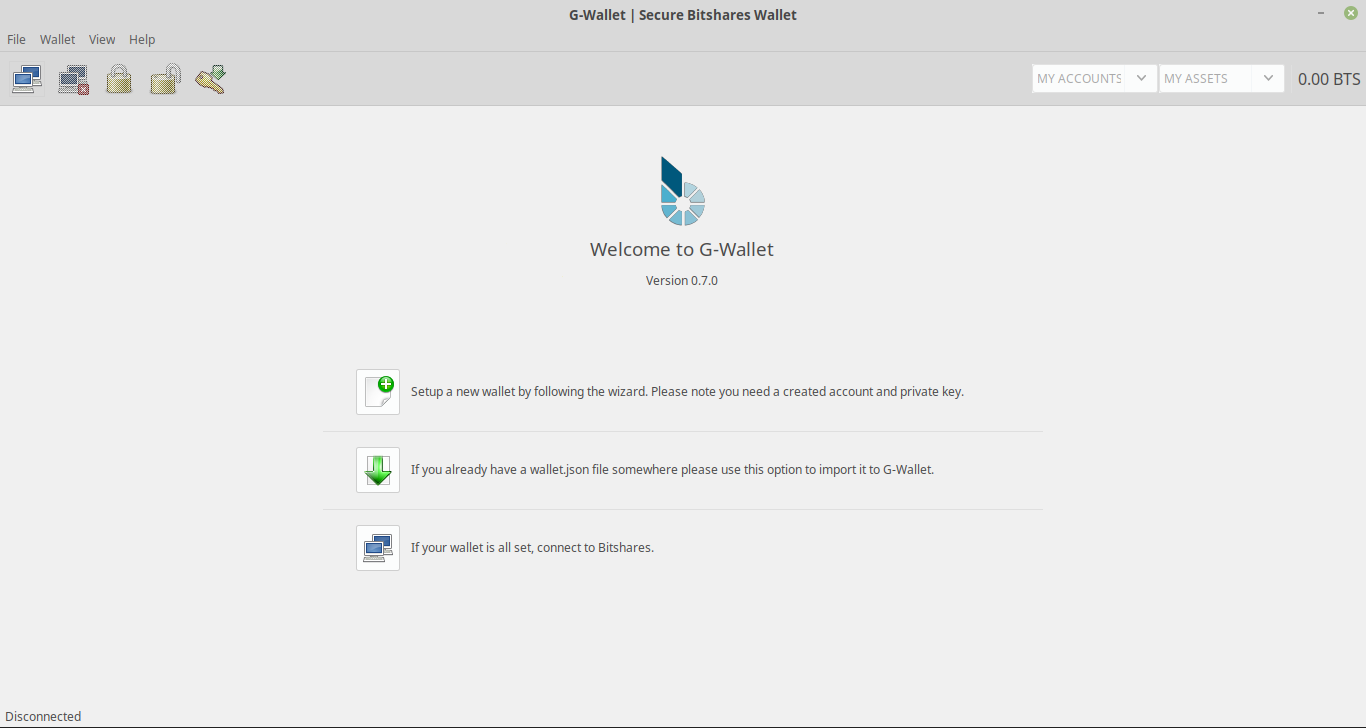 G-Wallet | Secure Bitshares Wallet
File Wallet View Help
MY ACCOUNTS MY ASSETS 0.00 BTS
Welcome to G-Wallet
Version 0.7.0
Setup a new wallet by following the wizard. Please note you need a created account and private key.
If you already have a wallet.json file somewhere please use this option to import it to G-Wallet.
If your wallet is all set, connect to Bitshares.
Disconnected